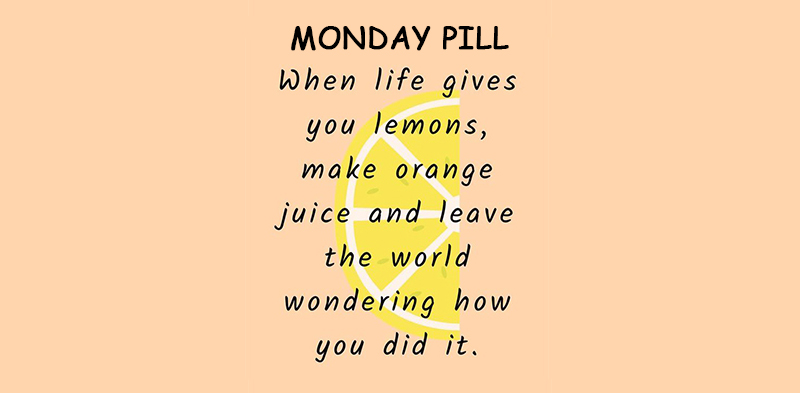 MONDAY PILL
When life gives
you lemons,
make orange
juice and leave
the world
wondering how
you did it.